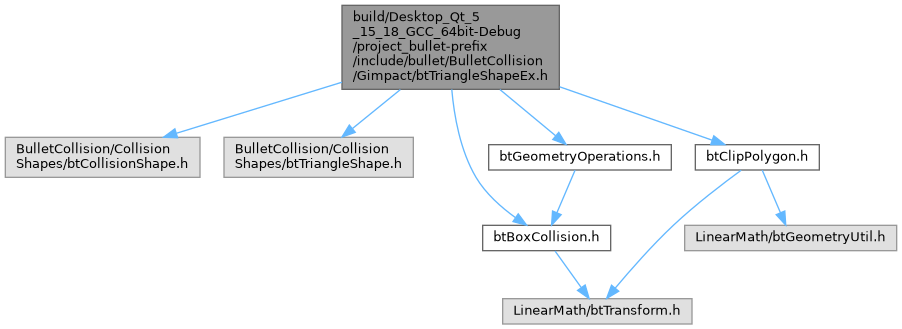 build/Desktop_Qt_5
_15_18_GCC_64bit-Debug
/project_bullet-prefix
/include/bullet/BulletCollision
/Gimpact/btTriangleShapeEx.h
BulletCollision/Collision
Shapes/btCollisionShape.h
BulletCollision/Collision
Shapes/btTriangleShape.h
btGeometryOperations.h
btClipPolygon.h
btBoxCollision.h
LinearMath/btGeometryUtil.h
LinearMath/btTransform.h